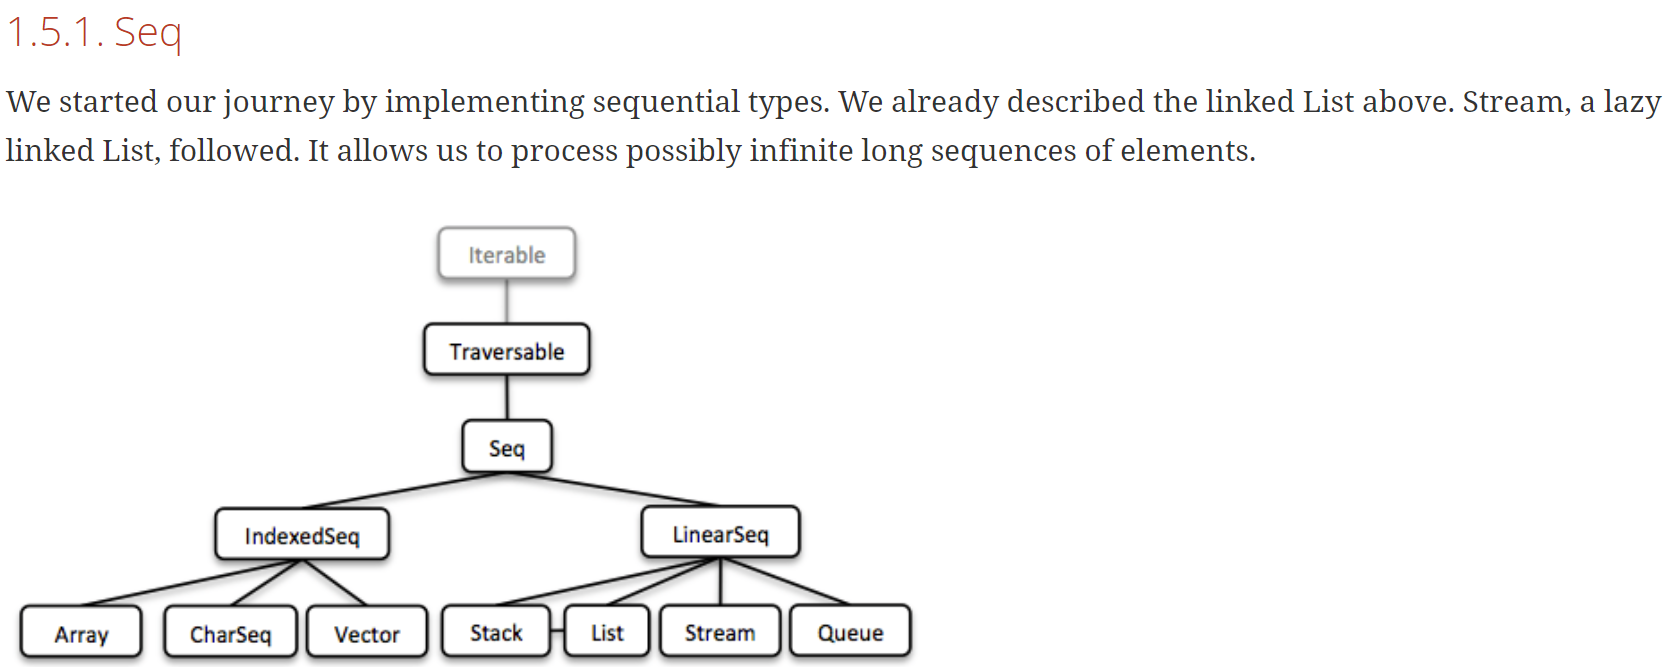 1.5.1. Seq
We started our journey by implementing sequential types. We already described the linked List above. Stream, a lazy
linked List, followed. It allows us to process possibly infinite long sequences of elements.
Iterable
Traversable
Seq
IndexedSeq
LinearSeq
Array
CharSeq
Vector
Stack
List
Stream
Queue